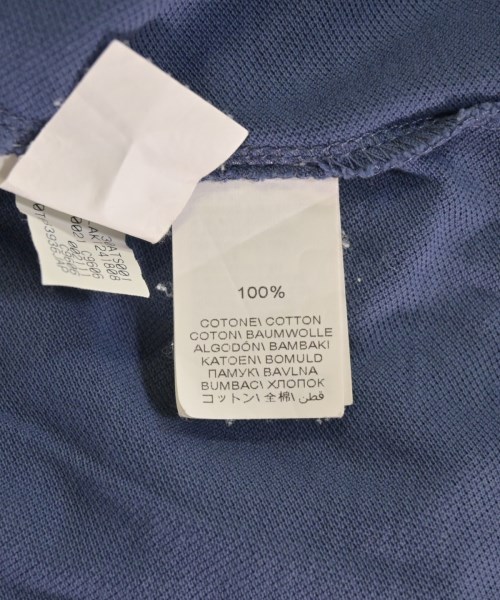 100%
COTONE\ COTTON
COTON\ BAUMWOLLE
ALGODÓN\ BAMBAKI
KATOEN\ BOMULD
ПАМУК\ BAVLNA
BUMBAC\ ХЛОПОК
コットン\ 全棉\ قطن